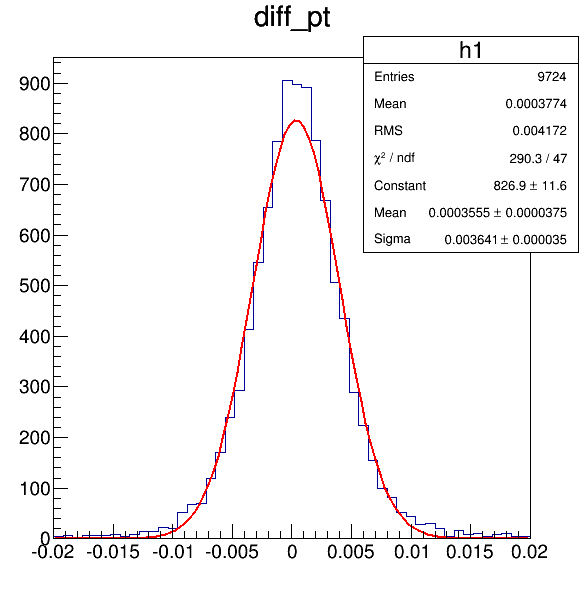 diff_pt
h1
Entries 9724
Mean 0.0003774
RMS 0.004172
χ² / ndf 290.3 / 47
Constant 826.9 ± 11.6
Mean 0.0003555 ± 0.0000375
Sigma 0.003641 ± 0.000035
900
800
700
600
500
400
300
200
100
0
-0.02 -0.015 -0.01 -0.005 0 0.005 0.01 0.015 0.02